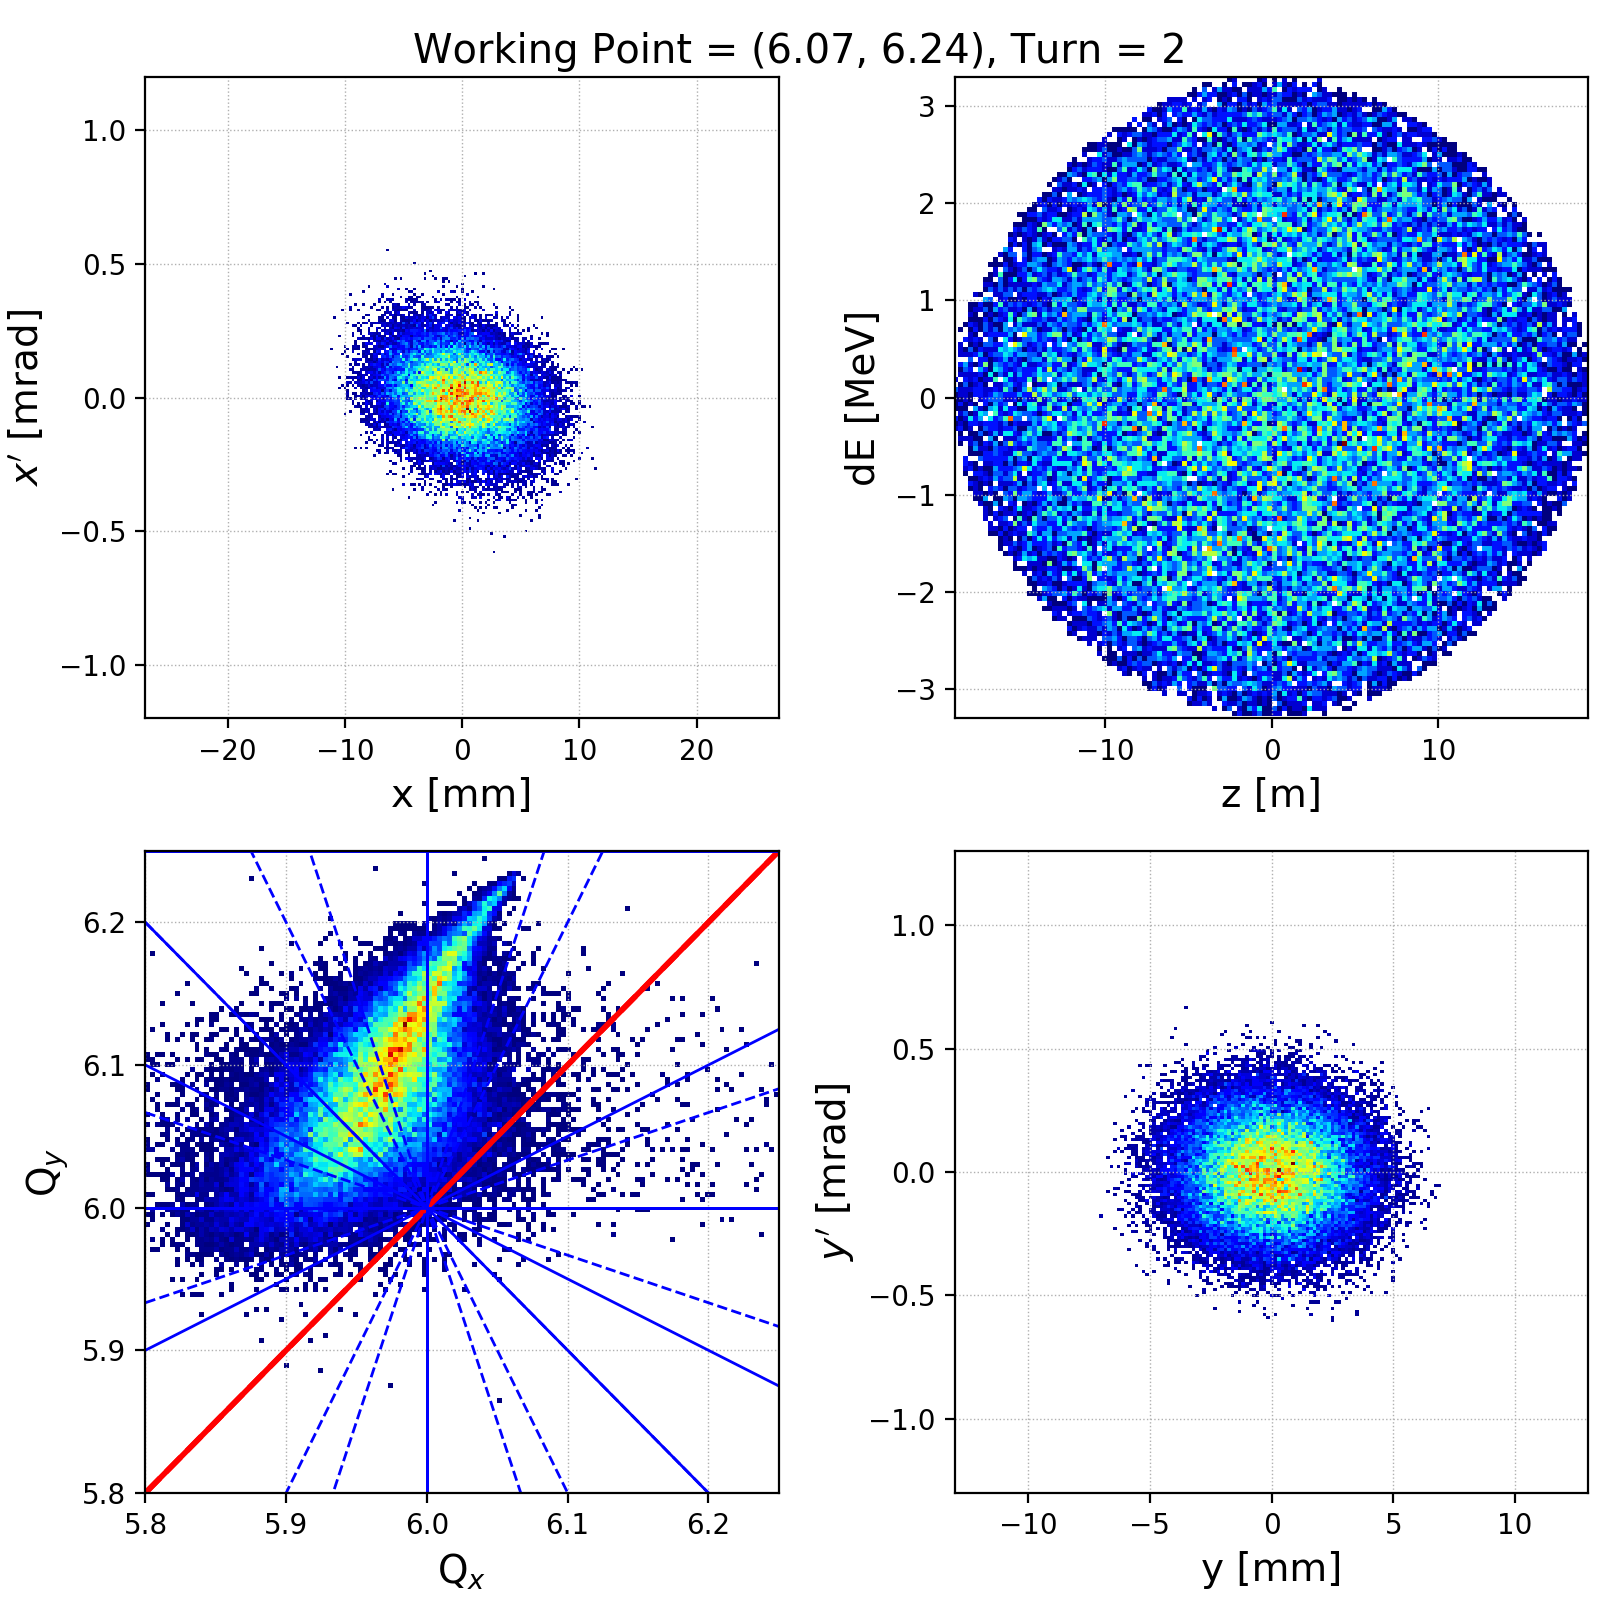 Working Point = (6.07, 6.24), Turn = 2
1.0
0.5
0.0
−0.5
−1.0
x′ [mrad]
−20 −10 0 10 20
x [mm]
3
2
1
0
−1
−2
−3
dE [MeV]
−10 0 10
z [m]
6.2
6.1
6.0
5.9
5.8
Qy
5.8 5.9 6.0 6.1 6.2
Qx
1.0
0.5
0.0
−0.5
−1.0
y′ [mrad]
−10 −5 0 5 10
y [mm]